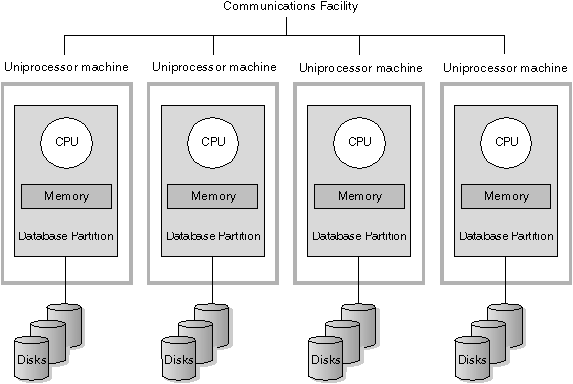 Communications Facility
Uniprocessor machine Uniprocessor machine Uniprocessor machine Uniprocessor machine
CPU CPU CPU CPU
Memory Memory Memory Memory
Database Partition Database Partition Database Partition Database Partition
Disks Disks Disks Disks